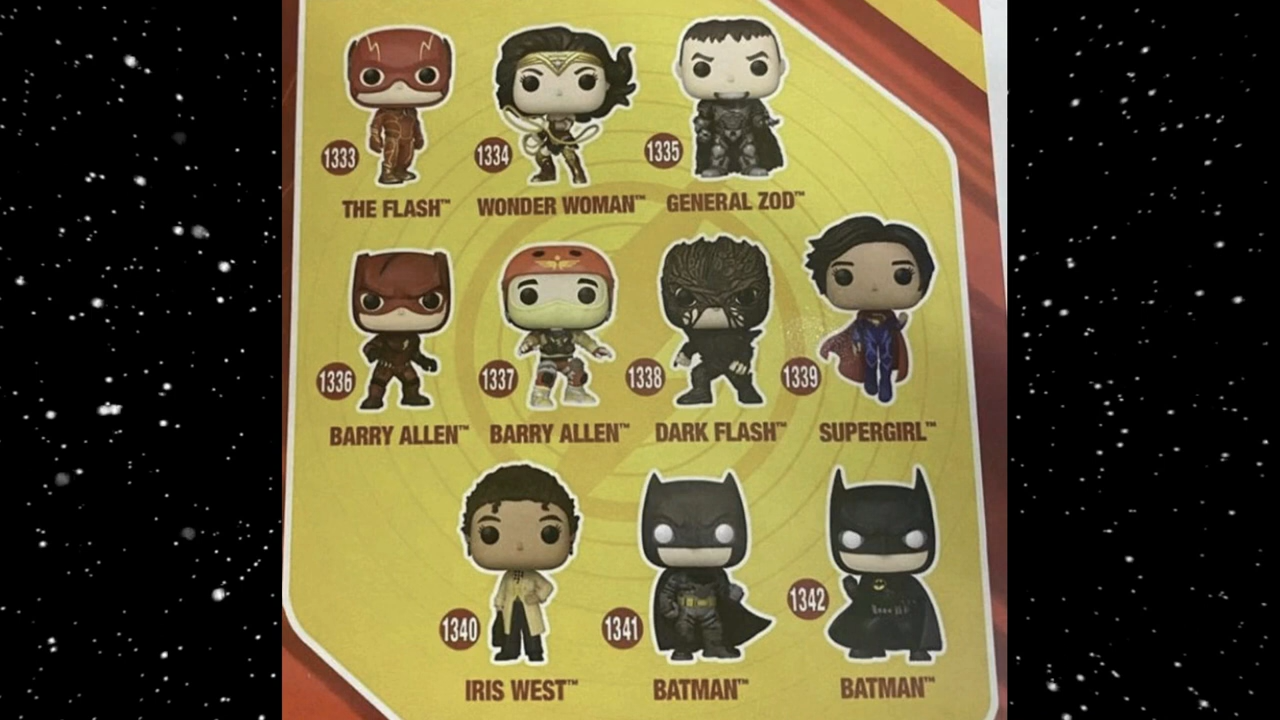 1333 1334 1335
THE FLASH™ WONDER WOMAN™ GENERAL ZOD™
1336 1337 1338 1339
BARRY ALLEN™ BARRY ALLEN™ DARK FLASH™ SUPERGIRL™
1340 1341 1342
IRIS WEST™ BATMAN™ BATMAN™